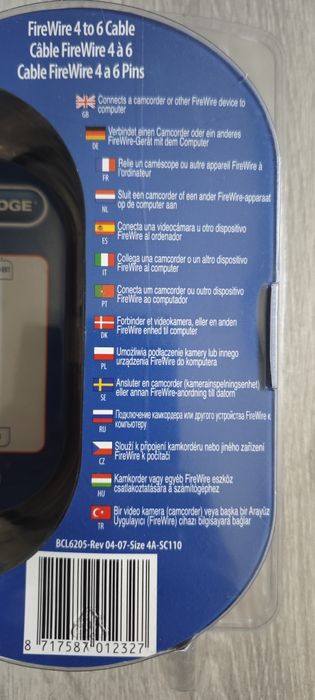 FireWire 4 to 6 Cable
Câble FireWire 4 à 6
Cable FireWire 4 a 6 Pins
GB Connects a camcorder or other FireWire device to
computer
DE Verbindet einen Camcorder oder ein anderes
FireWire-Gerät mit dem Computer
FR Relie un caméscope ou autre appareil FireWire à
l'ordinateur
NL Sluit een camcorder of een ander FireWire-apparaat
op de computer aan
EDGE
ES Conecta una videocámara u otro dispositivo
FireWire al ordenador
IT Collega una camcorder o un altro dispositivo
FireWire al computer
PT Conecta um camcorder ou outro dispositivo
FireWire ao computador
DK Forbinder et videokamera, eller en anden
FireWire enhed til computer
PL Umożliwia podłączenie kamery lub innego
urządzenia FireWire do komputera
SE Ansluter en camcorder (kamerainspelningsenhet)
eller annan FireWire-anordning till datorn
RU Подключение камкордера или другого устройства FireWire к
компьютеру
CZ Slouží k připojení kamkordéru nebo jiného zařízení
FireWire k počítači
HU Kamkorder vagy egyéb FireWire eszköz
csatlakoztatására a számítógéphez
TR Bir video kamera (camcorder) veya başka bir Arayüz
Uygulayıcı (FireWire) cihazı bilgisayara bağlar
BCL6205-Rev 04-07-Size 4A-SC110
8 717587 012327